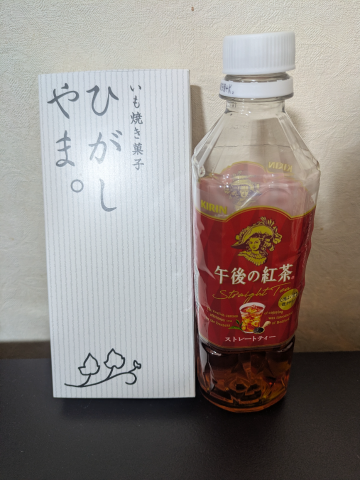 いも焼き菓子
ひがし
やま。
KIRIN
午後の紅茶
Straight Tea
ストレートティー